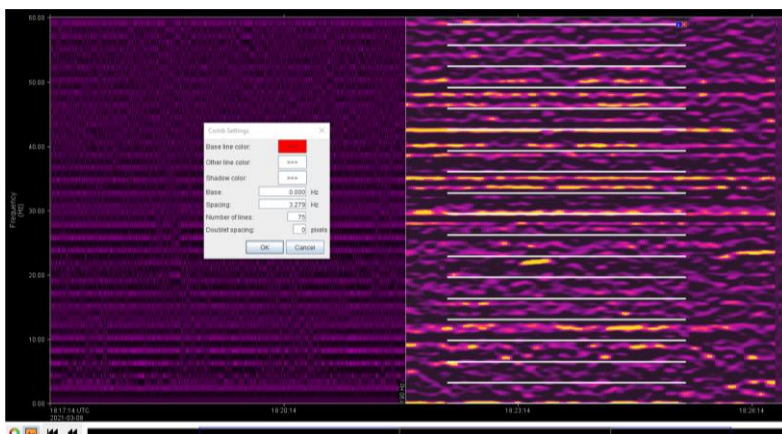 60.00
50.00
40.00
Frequency
(Hz)
30.00
20.00
10.00
0.00
Comb Settings
Base line color:
===
Other line color:
===
Shadow color:
===
Base: 0.000 Hz
Spacing: 3.279 Hz
Number of lines: 75
Doublet spacing: 0 pixels
OK Cancel
18:17:14 UTC 18:20:14 18:23:14 18:26:14
2021-03-08